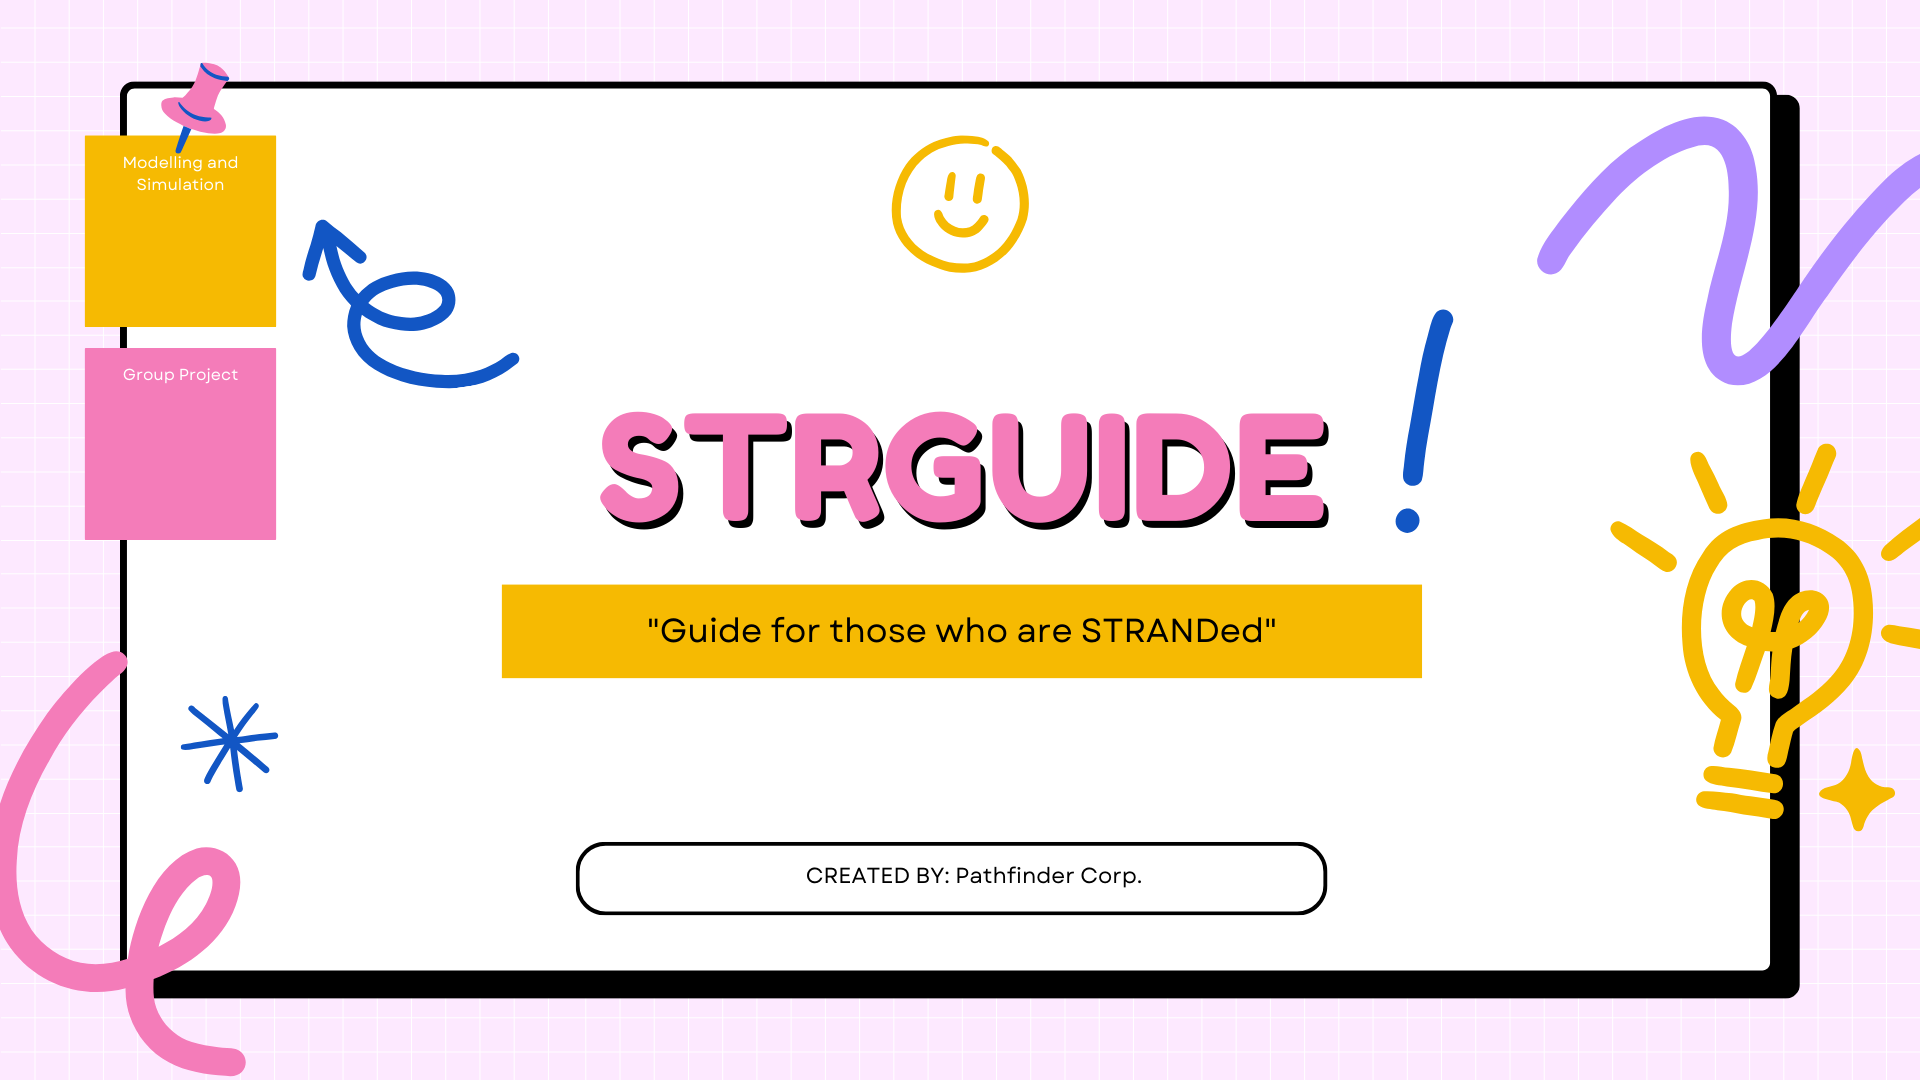 Modelling and
Simulation
Group Project
STRGUIDE!
"Guide for those who are STRANDed"
CREATED BY: Pathfinder Corp.